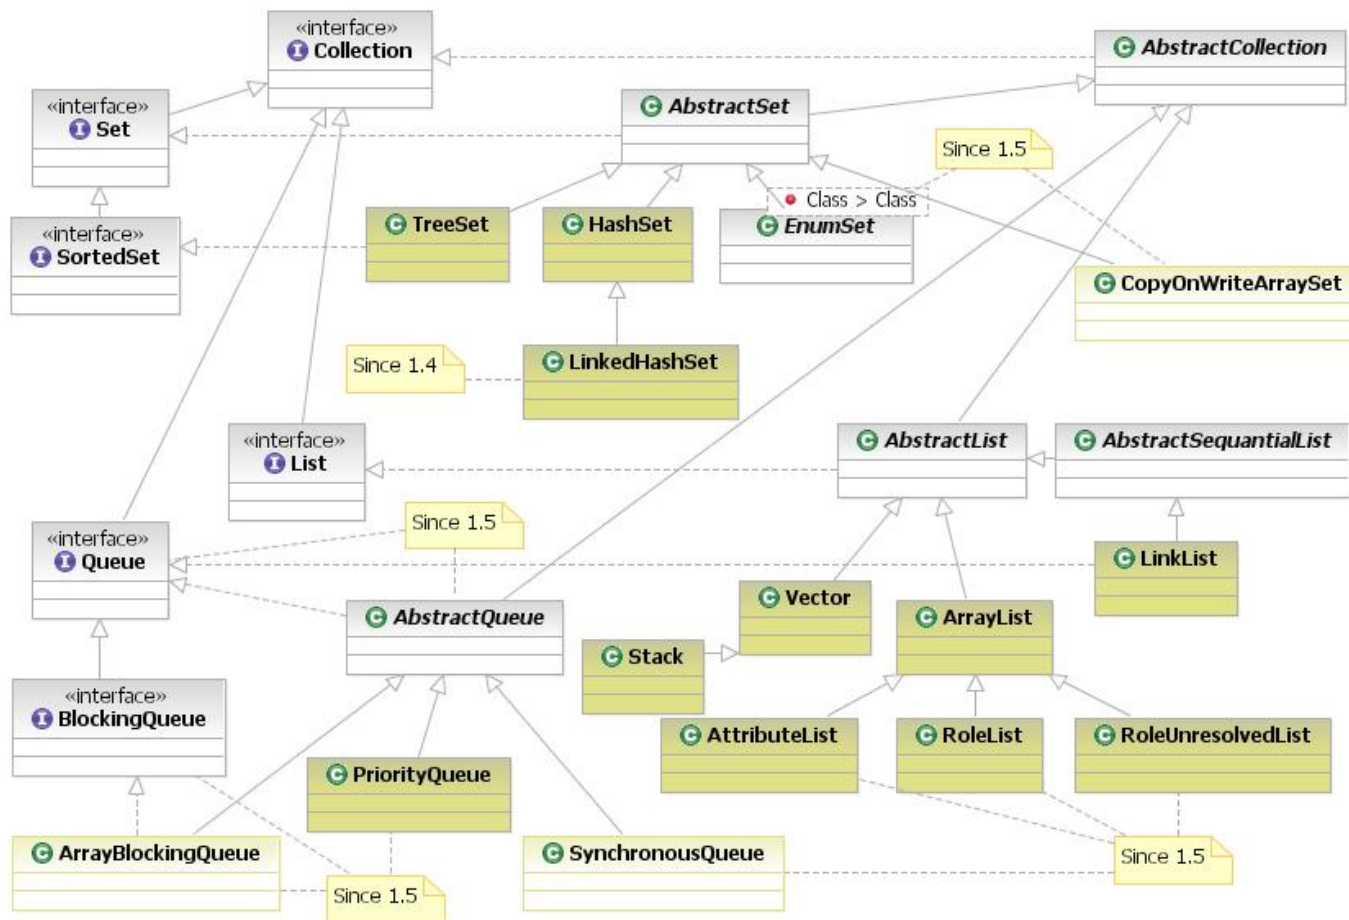 «interface»
Collection
AbstractCollection
«interface»
Set
AbstractSet
Since 1.5
Class > Class
TreeSet
HashSet
EnumSet
«interface»
SortedSet
CopyOnWriteArraySet
Since 1.4
LinkedHashSet
«interface»
List
AbstractList
AbstractSequantialList
Since 1.5
«interface»
Queue
LinkList
AbstractQueue
Vector
ArrayList
Stack
«interface»
BlockingQueue
AttributeList
RoleList
RoleUnresolvedList
PriorityQueue
ArrayBlockingQueue
SynchronousQueue
Since 1.5
Since 1.5